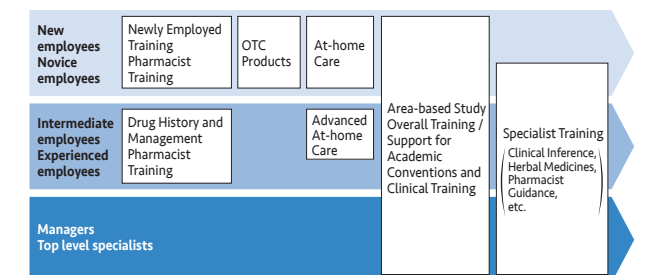 New
employees
Novice
employees
Newly Employed
Training
Pharmacist
Training
OTC
Products
At-home
Care
Intermediate
employees
Experienced
employees
Drug History and
Management
Pharmacist
Training
Advanced
At-home
Care
Area-based Study
Overall Training /
Support for
Academic
Conventions and
Clinical Training
Specialist Training
(Clinical Inference,
Herbal Medicines,
Pharmacist
Guidance,
etc.)
Managers
Top level specialists